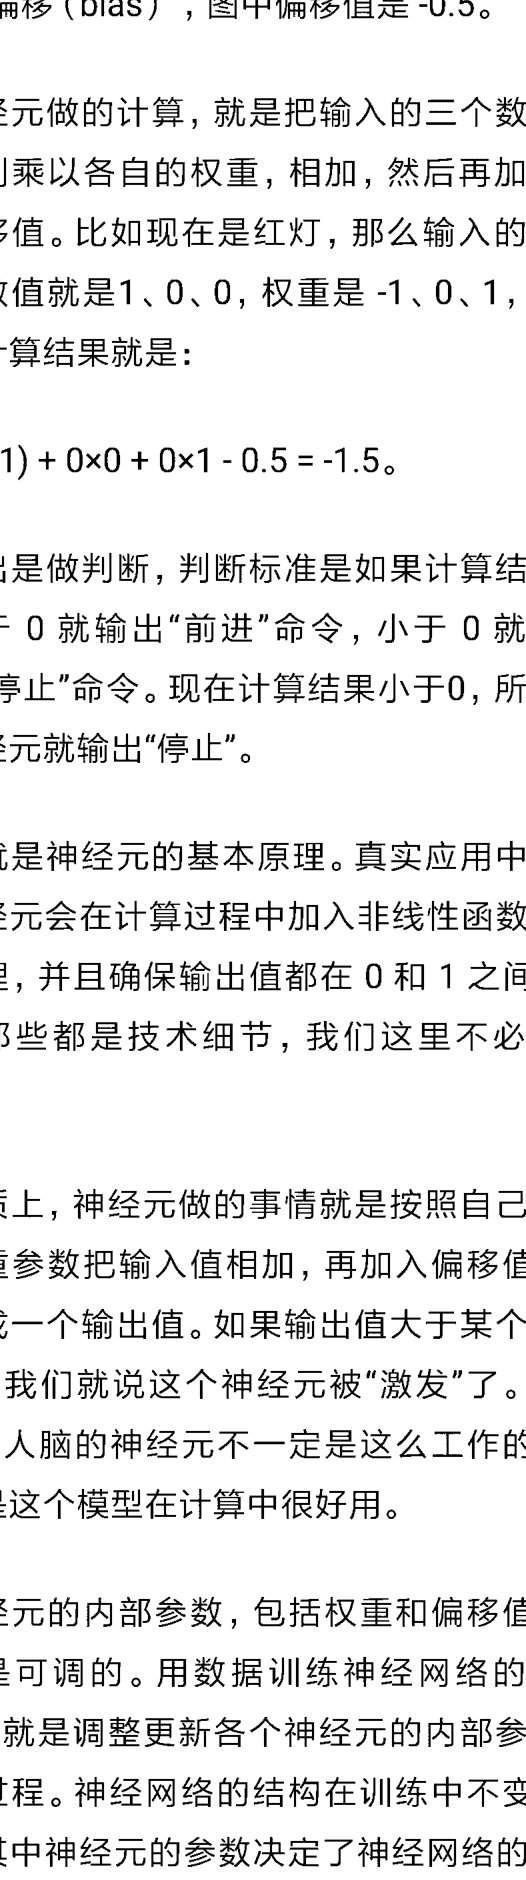 偏移（bias），图中偏移值是 -0.5。
经元做的计算，就是把输入的三个数
乘以各自的权重，相加，然后再加
移值。比如现在是红灯，那么输入的
数值就是1、0、0，权重是 -1、0、1，
计算结果就是：
1) + 0×0 + 0×1 - 0.5 = -1.5。
出是做判断，判断标准是如果计算结
于 0 就输出“前进”命令，小于 0 就
停止”命令。现在计算结果小于0，所
经元就输出“停止”。
就是神经元的基本原理。真实应用中
经元会在计算过程中加入非线性函数
理，并且确保输出值都在 0 和 1 之间
那些都是技术细节，我们这里不必
质上，神经元做的事情就是按照自己
重参数把输入值相加，再加入偏移值
成一个输出值。如果输出值大于某个
我们就说这个神经元被“激发”了。
人脑的神经元不一定是这么工作的
是这个模型在计算中很好用。
经元的内部参数，包括权重和偏移值
是可调的。用数据训练神经网络的
就是调整更新各个神经元的内部参
过程。神经网络的结构在训练中不变
其中神经元的参数决定了神经网络的